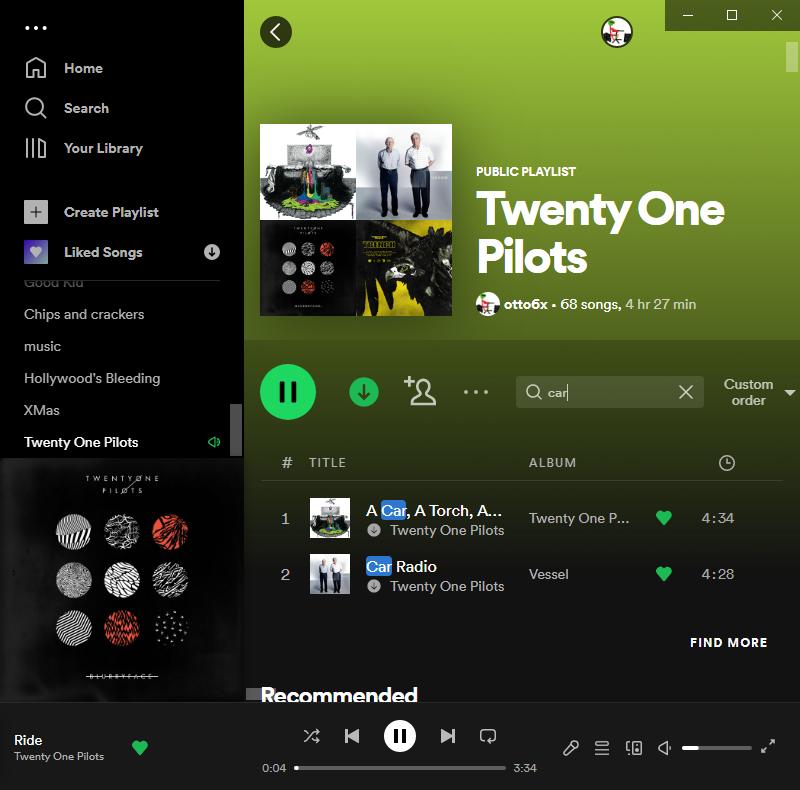 Home
Search
Your Library
Create Playlist
Liked Songs
Good Kid
Chips and crackers
music
Hollywood's Bleeding
XMas
Twenty One Pilots
TWENTY ONE
PILOTS
BLURRYFACE
PUBLIC PLAYLIST
Twenty One
Pilots
otto6x • 68 songs, 4 hr 27 min
car
Custom
order
# TITLE ALBUM
1 A Car, A Torch, A... Twenty One P... 4:34
Twenty One Pilots
2 Car Radio Vessel 4:28
Twenty One Pilots
FIND MORE
Recommended
Ride
Twenty One Pilots
0:04 3:34